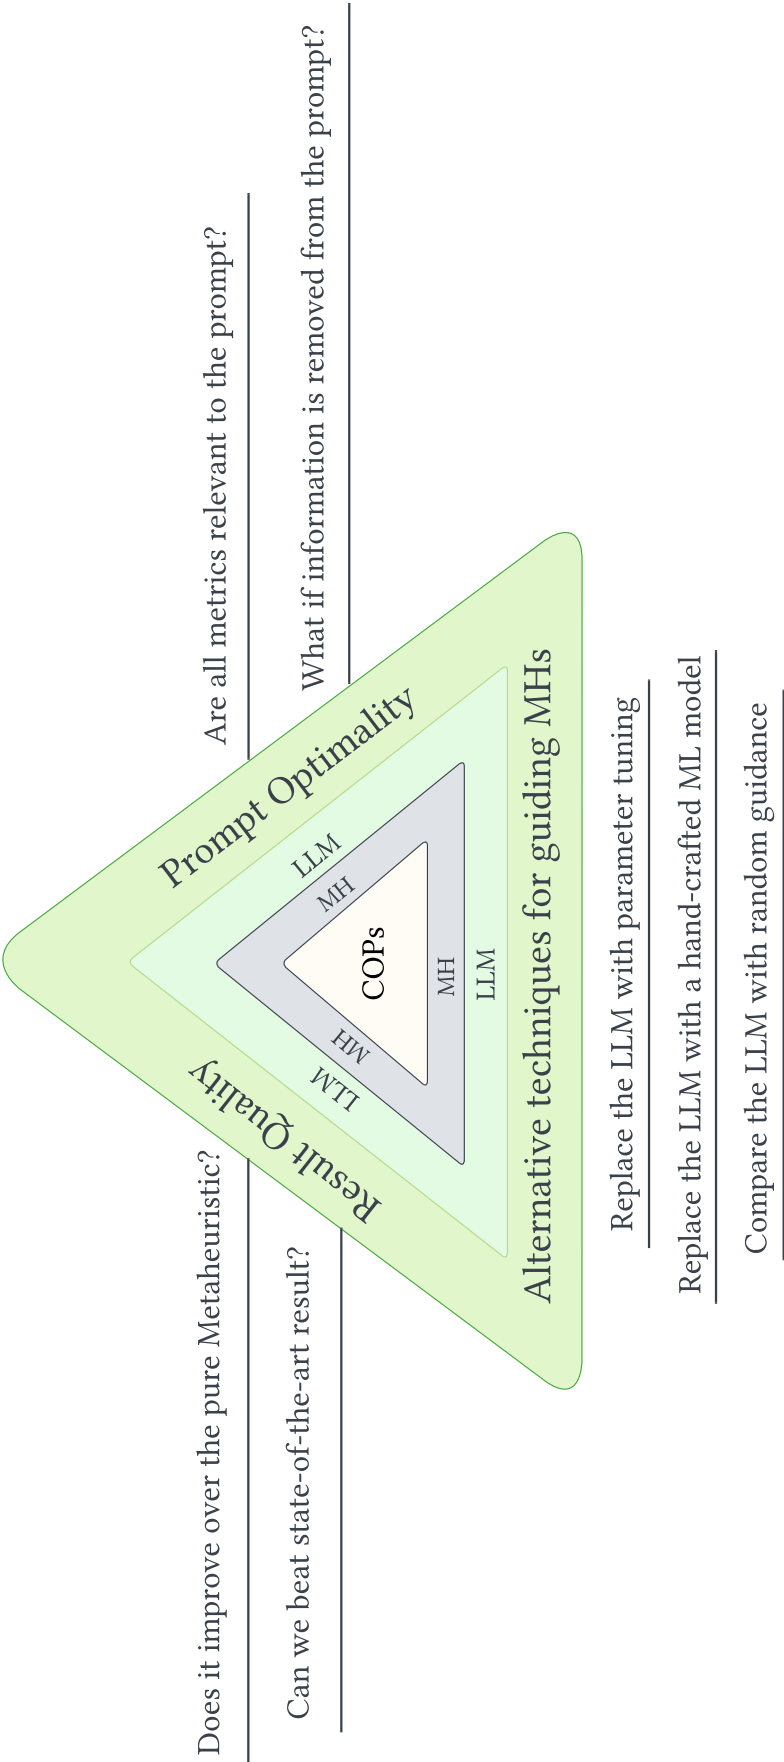 Does it improve over the pure Metaheuristic?
Can we beat state-of-the-art result?
Are all metrics relevant to the prompt?
What if information is removed from the prompt?
Result Quality
Prompt Optimality
LLM
LLM
MH
MH
COPs
MH
LLM
Alternative techniques for guiding MHs
Replace the LLM with parameter tuning
Replace the LLM with a hand-crafted ML model
Compare the LLM with random guidance